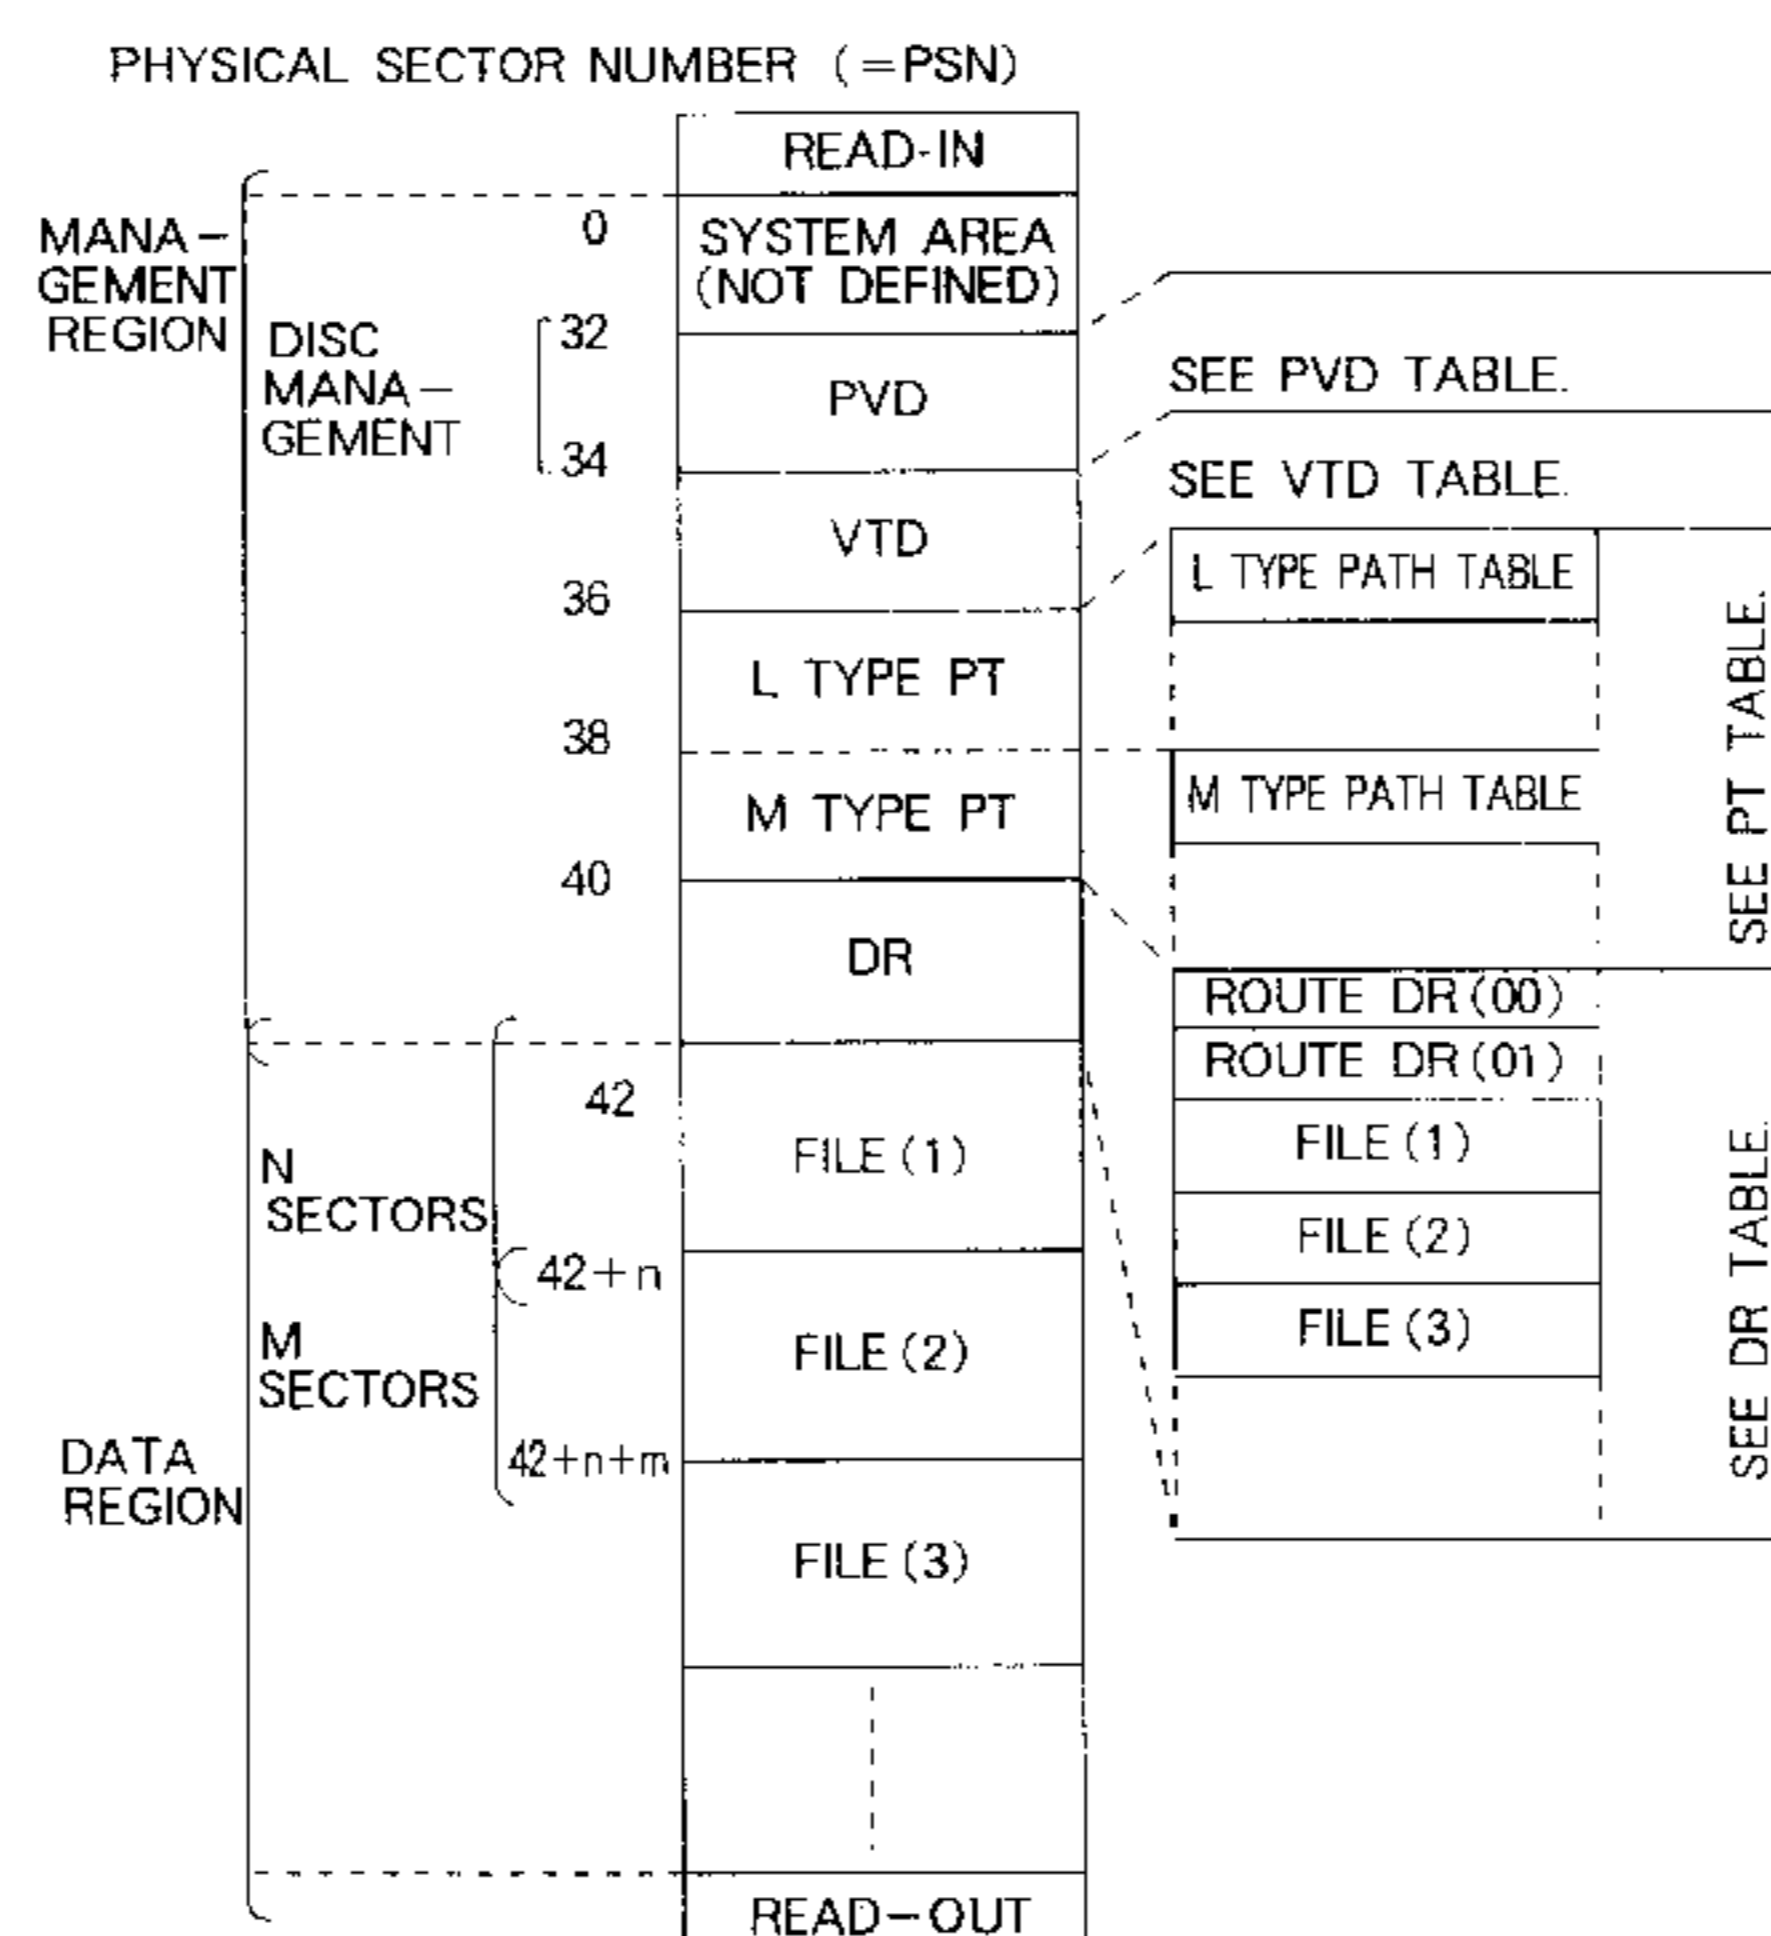 PHYSICAL SECTOR NUMBER (=PSN)
READ-IN
MANA-
GEMENT
REGION
0
SYSTEM AREA
(NOT DEFINED)
DISC
MANA-
GEMENT
32
PVD
34
SEE PVD TABLE.
VTD
SEE VTD TABLE.
36
L TYPE PT
L TYPE PATH TABLE
38
M TYPE PT
M TYPE PATH TABLE
SEE PT TABLE.
40
DR
ROUTE DR(00)
ROUTE DR(01)
FILE(1)
FILE(2)
FILE(3)
SEE DR TABLE.
42
N
SECTORS
FILE(1)
42+n
M
SECTORS
FILE(2)
42+n+m
DATA
REGION
FILE(3)
READ-OUT